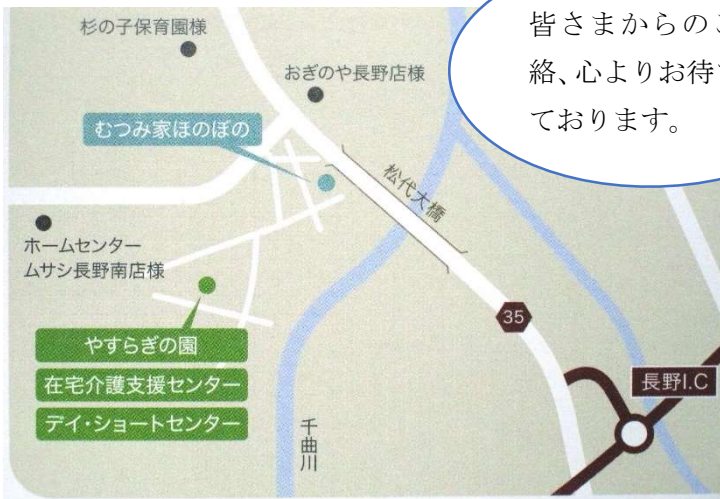 杉の子保育園様
おぎのや長野店様
むつみ家ほのぼの
皆さまからの
絡、心よりお待
ております。
松代大橋
ホームセンター
ムサシ長野南店様
やすらぎの園
在宅介護支援センター
デイ・ショートセンター
35
長野I.C
千曲川